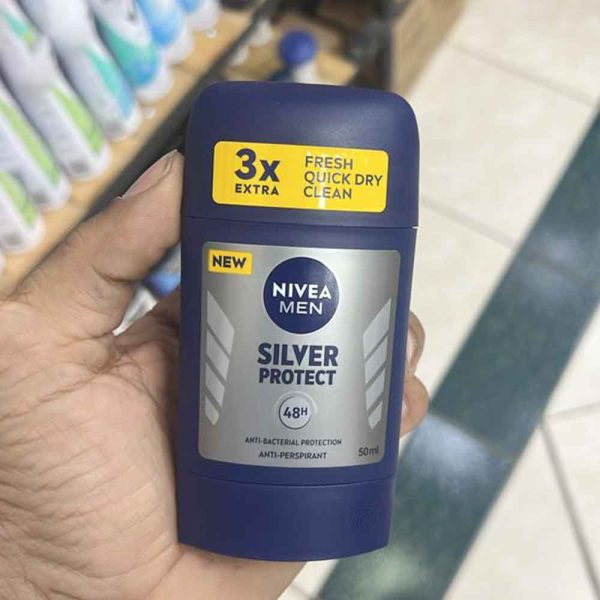 3x
EXTRA
FRESH
QUICK DRY
CLEAN
NEW
NIVEA
MEN
SILVER
PROTECT
48H
ANTI-BACTERIAL PROTECTION
ANTI-PERSPIRANT
50ml